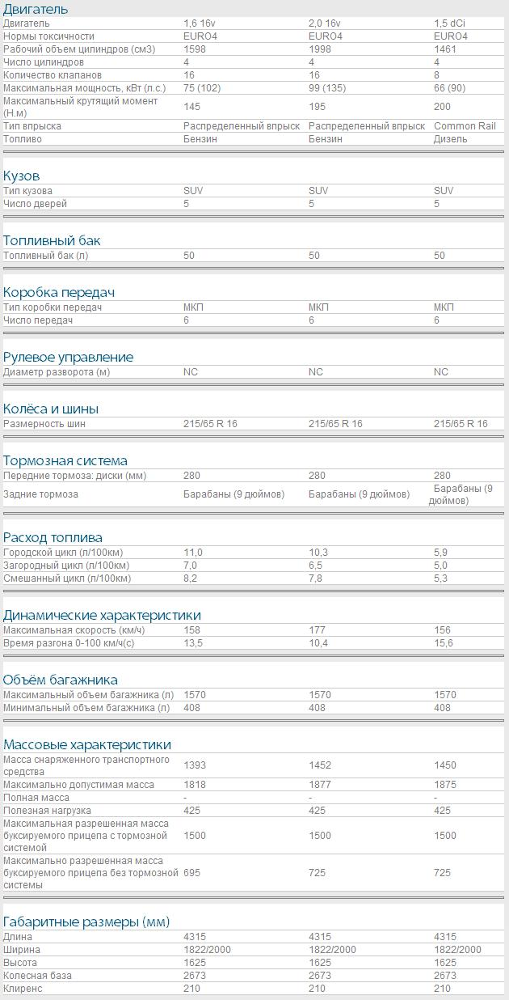 Двигатель
Двигатель 1,6 16v 2,0 16v 1,5 dCi
Нормы токсичности EURO4 EURO4 EURO4
Рабочий объем цилиндров (см3) 1598 1998 1461
Число цилиндров 4 4 4
Количество клапанов 16 16 8
Максимальная мощность, кВт (л.с.) 75 (102) 99 (135) 66 (90)
Максимальный крутящий момент
(Н.м) 145 195 200
Тип впрыска Распределенный впрыск Распределенный впрыск Common Rail
Топливо Бензин Бензин Дизель
Кузов
Тип кузова SUV SUV SUV
Число дверей 5 5 5
Топливный бак
Топливный бак (л) 50 50 50
Коробка передач
Тип коробки передач МКП МКП МКП
Число передач 6 6 6
Рулевое управление
Диаметр разворота (м) NC NC NC
Колёса и шины
Размерность шин 215/65 R 16 215/65 R 16 215/65 R 16
Тормозная система
Передние тормоза: диски (мм) 280 280 280
Задние тормоза Барабаны (9 дюймов) Барабаны (9 дюймов) Барабаны (9
дюймов)
Расход топлива
Городской цикл (л/100км) 11,0 10,3 5,9
Загородный цикл (л/100км) 7,0 6,5 5,0
Смешанный цикл (л/100км) 8,2 7,8 5,3
Динамические характеристики
Максимальная скорость (км/ч) 158 177 156
Время разгона 0-100 км/ч(с) 13,5 10,4 15,6
Объём багажника
Максимальный объем багажника (л) 1570 1570 1570
Минимальный объем багажника (л) 408 408 408
Массовые характеристики
Масса снаряженного транспортного
средства 1393 1452 1450
Максимально допустимая масса 1818 1877 1875
Полная масса - - -
Полезная нагрузка 425 425 425
Максимальная разрешенная масса
буксируемого прицепа с тормозной 1500 1500 1500
системой
Максимально разрешенная масса
буксируемого прицепа без тормозной 695 725 725
системы
Габаритные размеры (мм)
Длина 4315 4315 4315
Ширина 1822/2000 1822/2000 1822/2000
Высота 1625 1625 1625
Колесная база 2673 2673 2673
Клиренс 210 210 210